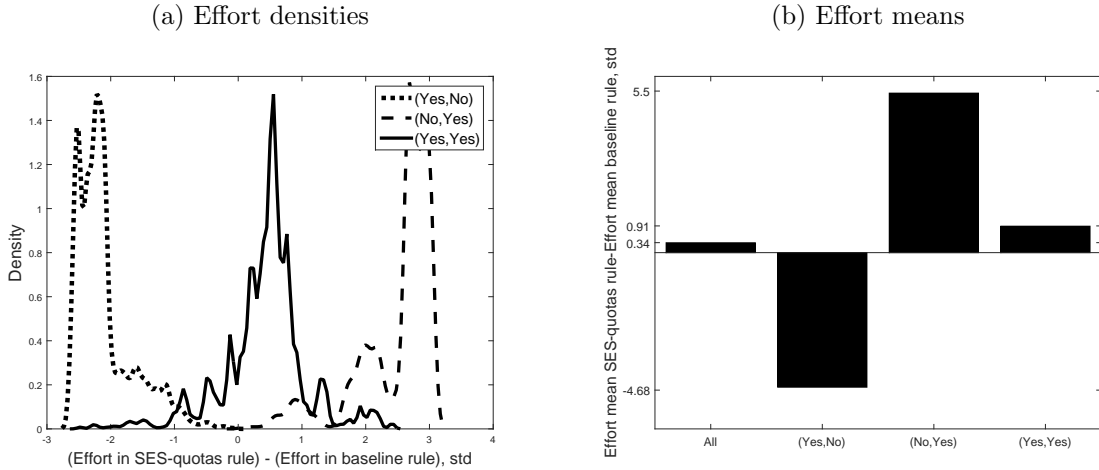 (a) Effort densities
1.6
1.4
1.2
1
0.8
0.6
0.4
0.2
0
Density
(Yes,No)
(No,Yes)
(Yes,Yes)
-3 -2 -1 0 1 2 3 4
(Effort in SES-quotas rule) - (Effort in baseline rule), std
(b) Effort means
Effort mean SES-quotas rule-Effort mean baseline rule, std
5.5
0.91
0.34
-4.68
All (Yes,No) (No,Yes) (Yes,Yes)